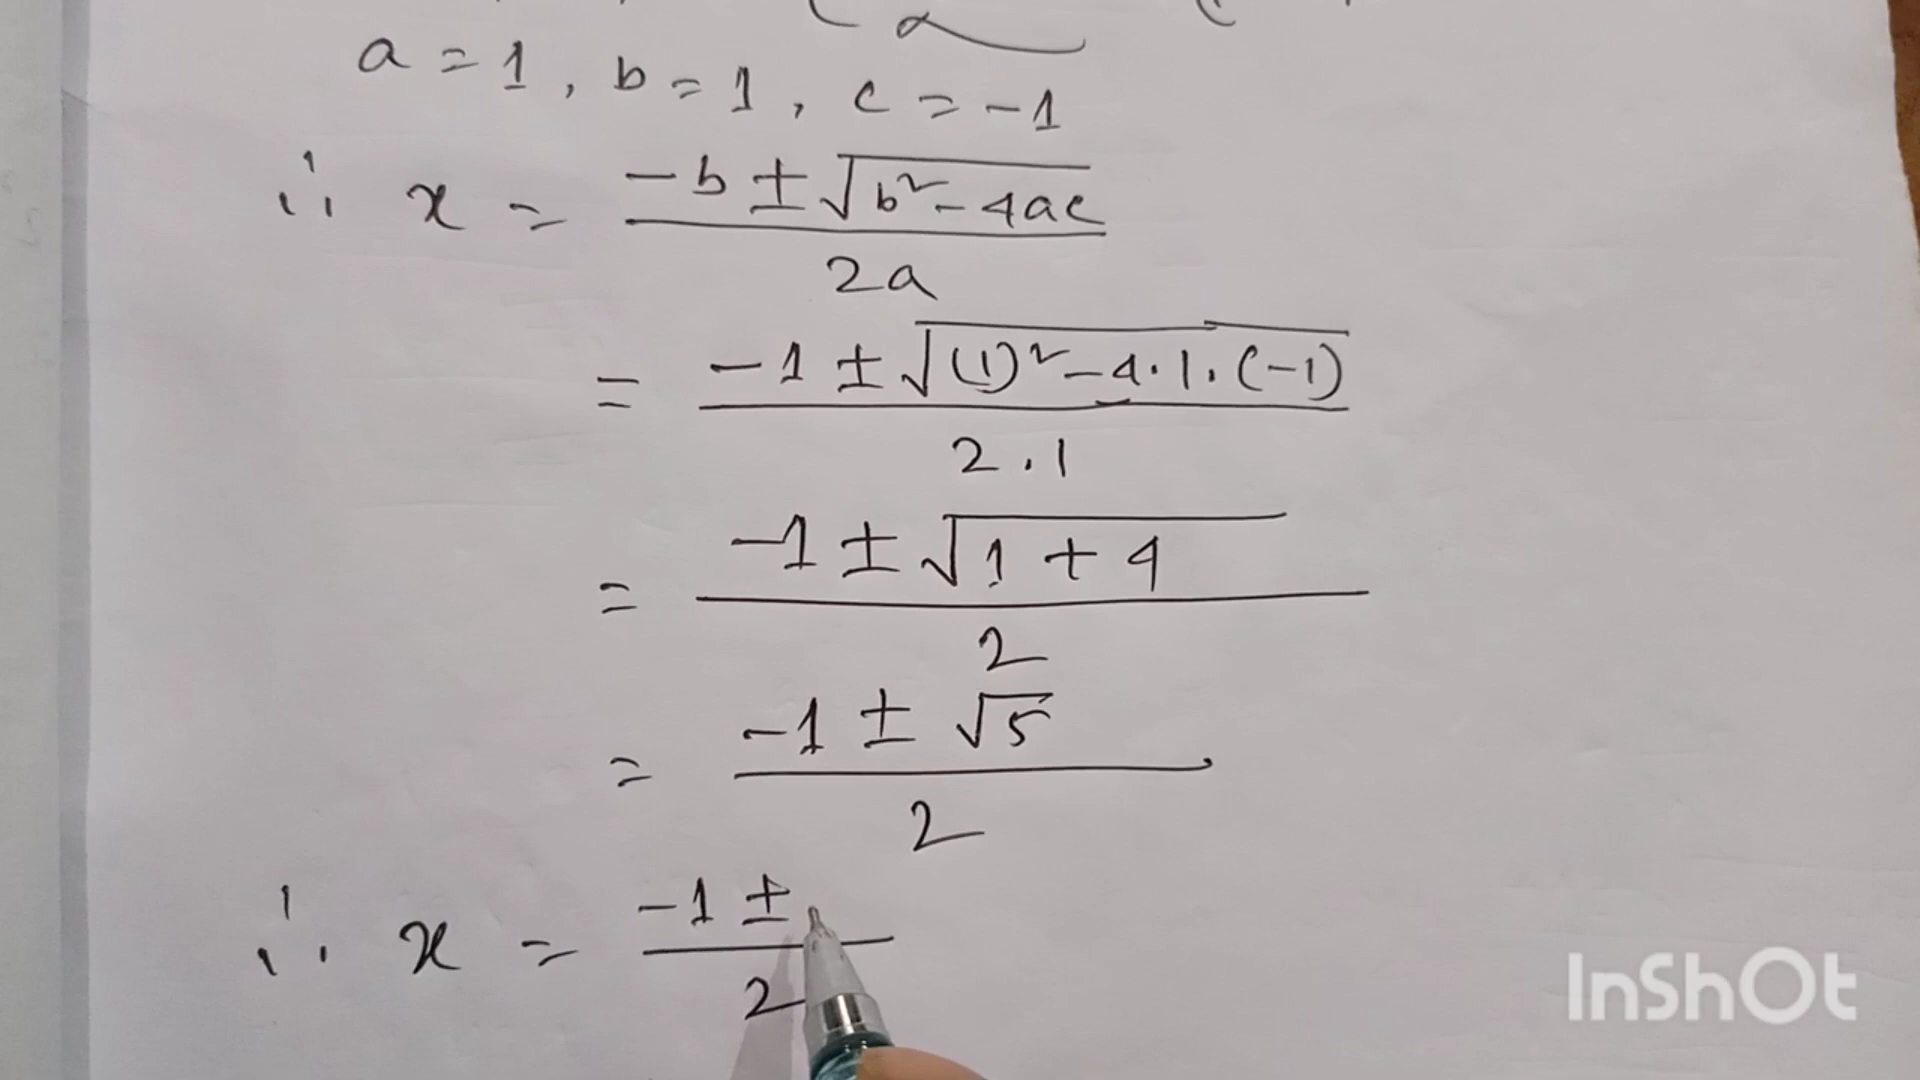 a = 1, b = 1, c = -1
∴ x = -b ± √b² - 4ac
2a
= -1 ± √(1)² - 4·1·(-1)
2.1
= -1 ± √1 + 4
2
= -1 ± √5
2
∴ x = -1 ±
2
InShOt